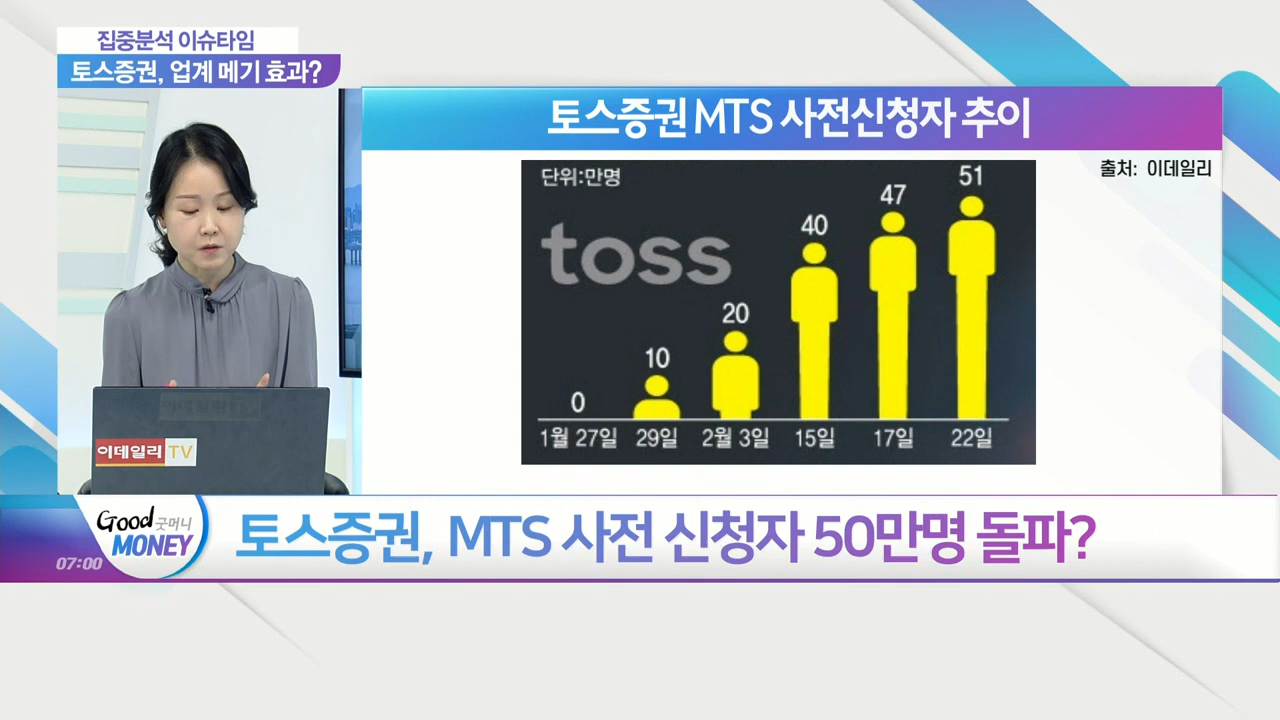 집중분석 이슈타임
토스증권, 업계 메기 효과?
토스증권 MTS 사전신청자 추이
출처: 이데일리
단위:만명
toss
0
10
20
40
47
51
1월 27일
29일
2월 3일
15일
17일
22일
이데일리 TV
Good 굿머니
MONEY
07:00
토스증권, MTS 사전 신청자 50만명 돌파?